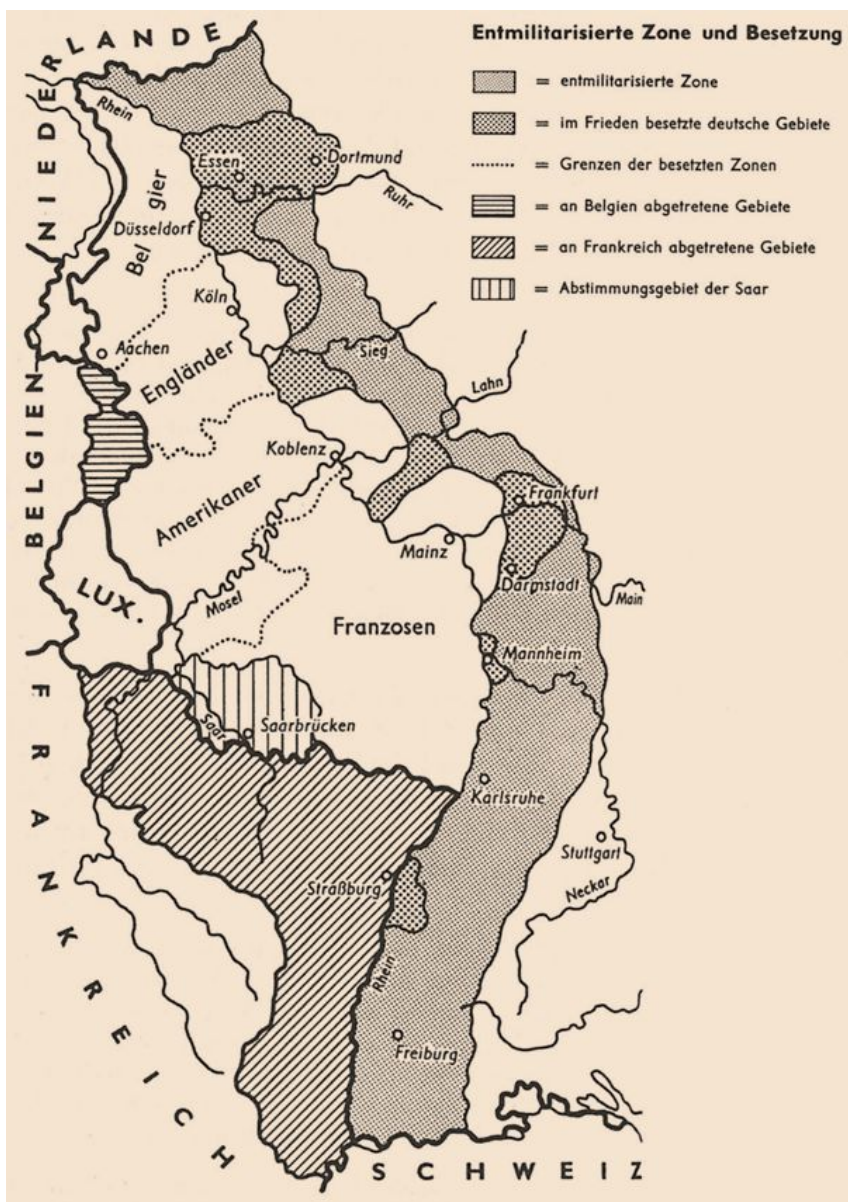 Entmilitarisierte Zone und Besetzung
= entmilitarisierte Zone
= im Frieden besetzte deutsche Gebiete
= Grenzen der besetzten Zonen
= an Belgien abgetretene Gebiete
= an Frankreich abgetretene Gebiete
= Abstimmungsgebiet der Saar
NIEDERLANDE
Rhein
Essen
Dortmund
Ruhr
Belgier
Düsseldorf
Köln
Aachen
Engländer
Sieg
Lahn
BELGIEN
Koblenz
Amerikaner
Frankfurt
Mainz
Darmstadt
Main
LUX.
Mosel
Franzosen
Mannheim
Saar
Saarbrücken
Karlsruhe
Stuttgart
Neckar
Straßburg
Rhein
Freiburg
FRANKREICH
SCHWEIZ